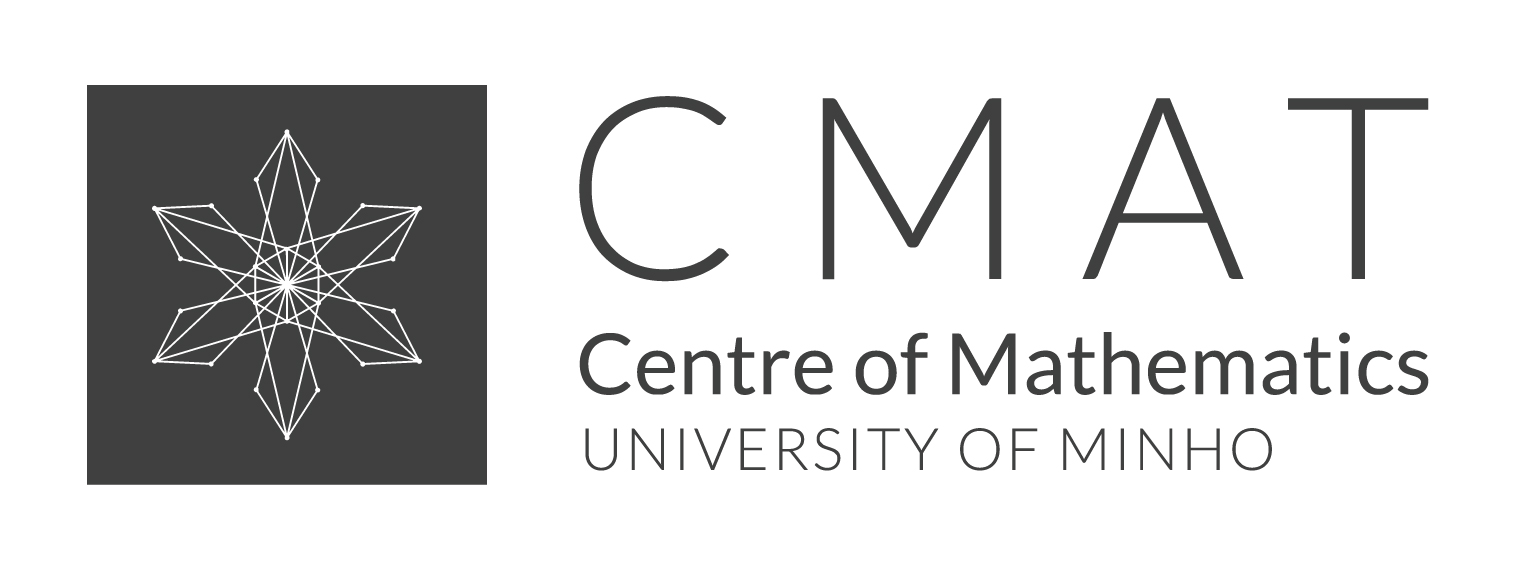 CMAT
Centre of Mathematics
UNIVERSITY OF MINHO